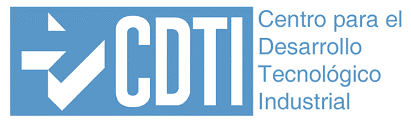 CDTI
Centro para el
Desarrollo
Tecnológico
Industrial